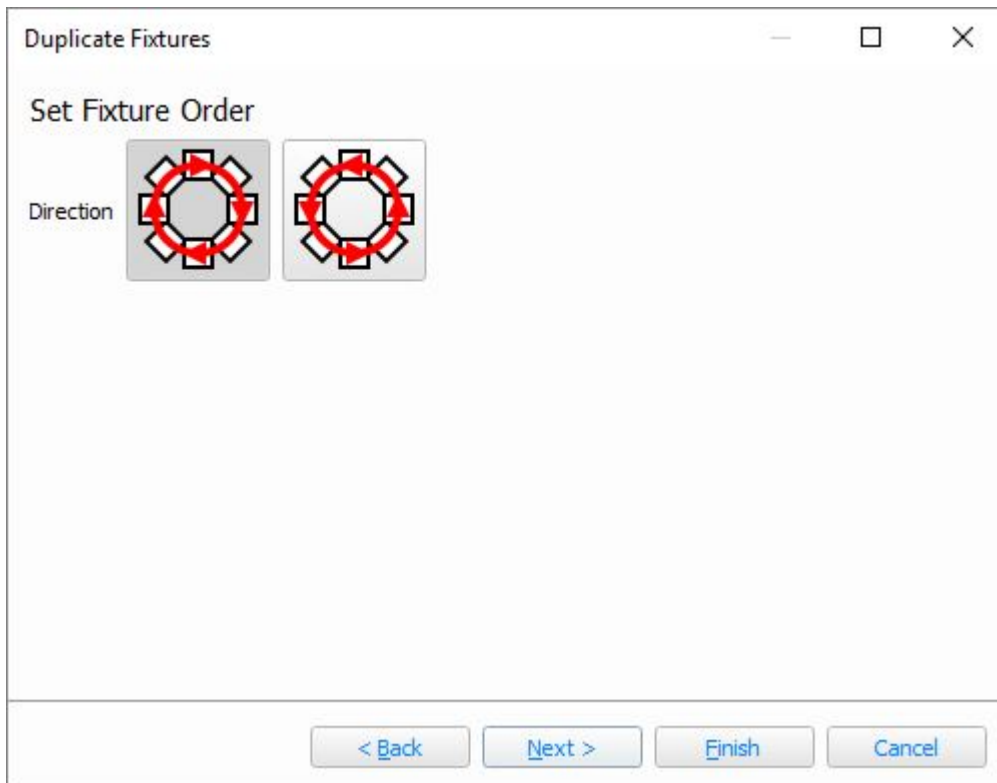 Duplicate Fixtures
Set Fixture Order
Direction
< Back Next > Finish Cancel